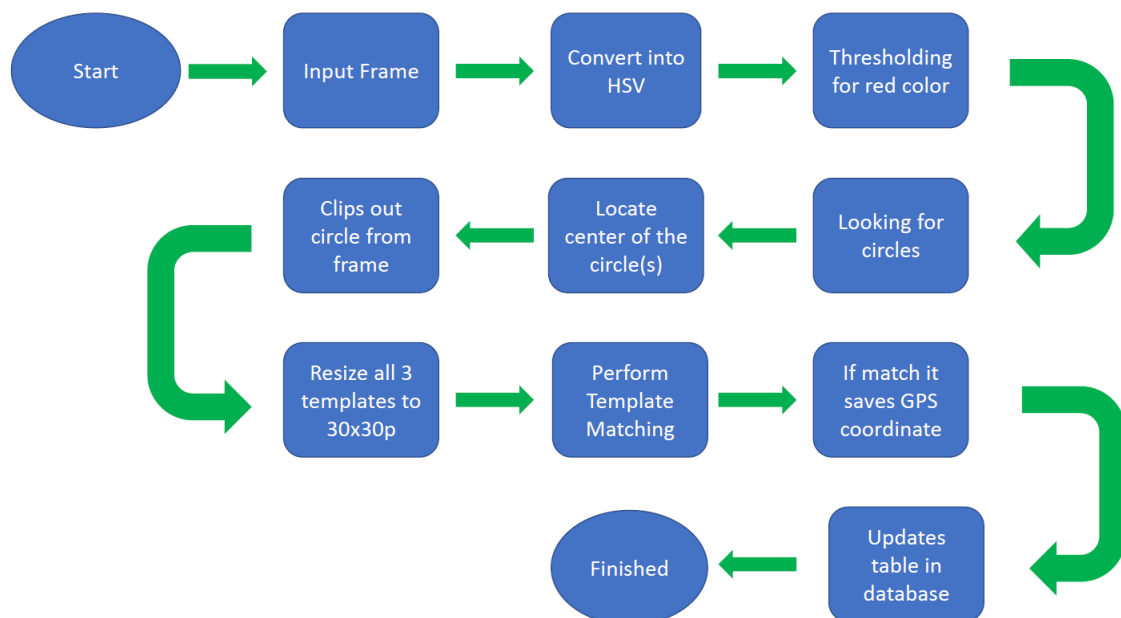 Start
Input Frame
Convert into
HSV
Thresholding
for red color
Looking for
circles
Locate
center of the
circle(s)
Clips out
circle from
frame
Resize all 3
templates to
30x30p
Perform
Template
Matching
If match it
saves GPS
coordinate
Updates
table in
database
Finished